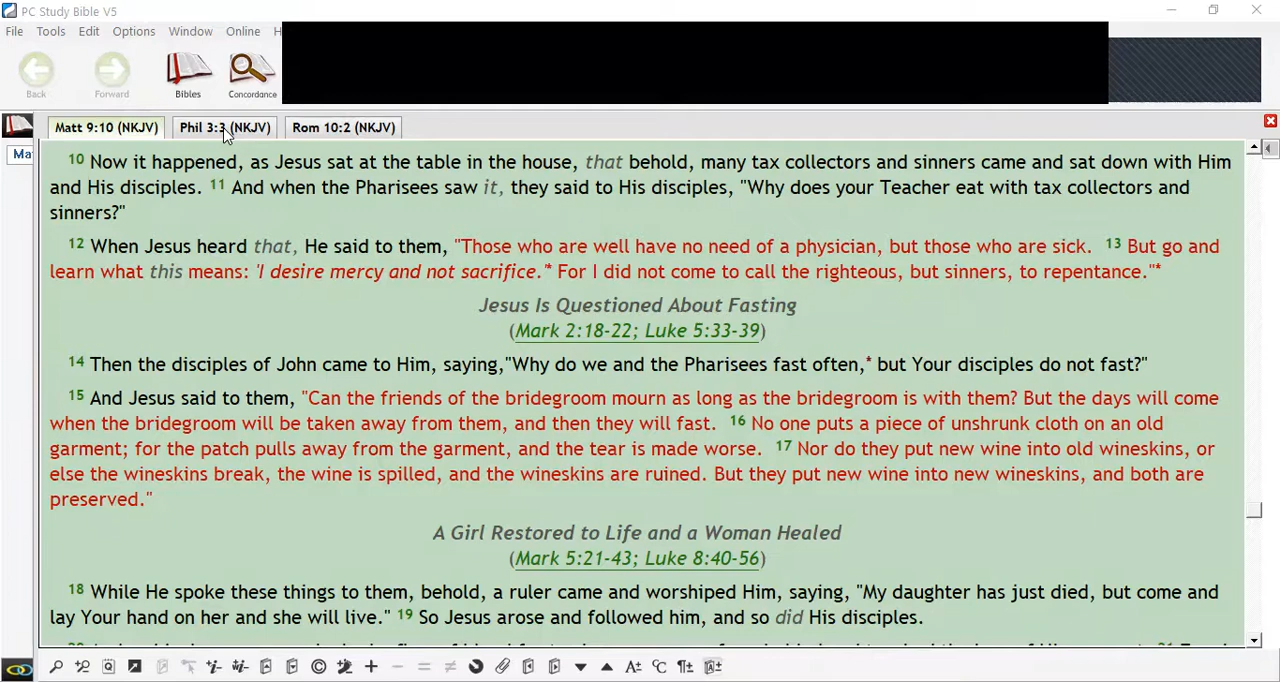 PC Study Bible V5
File Tools Edit Options Window Online H
Back Forward Bibles Concordance
Matt 9:10 (NKJV) Phil 3:3 (NKJV) Rom 10:2 (NKJV)
10 Now it happened, as Jesus sat at the table in the house, that behold, many tax collectors and sinners came and sat down with Him
and His disciples. 11 And when the Pharisees saw it, they said to His disciples, "Why does your Teacher eat with tax collectors and
sinners?"
12 When Jesus heard that, He said to them, "Those who are well have no need of a physician, but those who are sick. 13 But go and
learn what this means: 'I desire mercy and not sacrifice.'* For I did not come to call the righteous, but sinners, to repentance."*
Jesus Is Questioned About Fasting
(Mark 2:18-22; Luke 5:33-39)
14 Then the disciples of John came to Him, saying,"Why do we and the Pharisees fast often,* but Your disciples do not fast?"
15 And Jesus said to them, "Can the friends of the bridegroom mourn as long as the bridegroom is with them? But the days will come
when the bridegroom will be taken away from them, and then they will fast. 16 No one puts a piece of unshrunk cloth on an old
garment; for the patch pulls away from the garment, and the tear is made worse. 17 Nor do they put new wine into old wineskins, or
else the wineskins break, the wine is spilled, and the wineskins are ruined. But they put new wine into new wineskins, and both are
preserved."
A Girl Restored to Life and a Woman Healed
(Mark 5:21-43; Luke 8:40-56)
18 While He spoke these things to them, behold, a ruler came and worshiped Him, saying, "My daughter has just died, but come and
lay Your hand on her and she will live." 19 So Jesus arose and followed him, and so did His disciples.